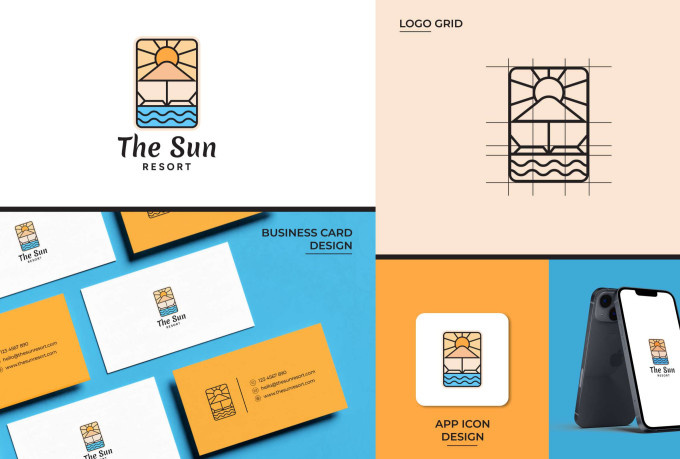 The Sun
RESORT
LOGO GRID
BUSINESS CARD
DESIGN
The Sun
RESORT
The Sun
RESORT
123 4567 890
hello@thesunresort.com
www.thesunresort.com
123 4567 890
hello@thesunresort.com
www.thesunresort.com
The Sun
RESORT
APP ICON
DESIGN
The Sun
RESORT